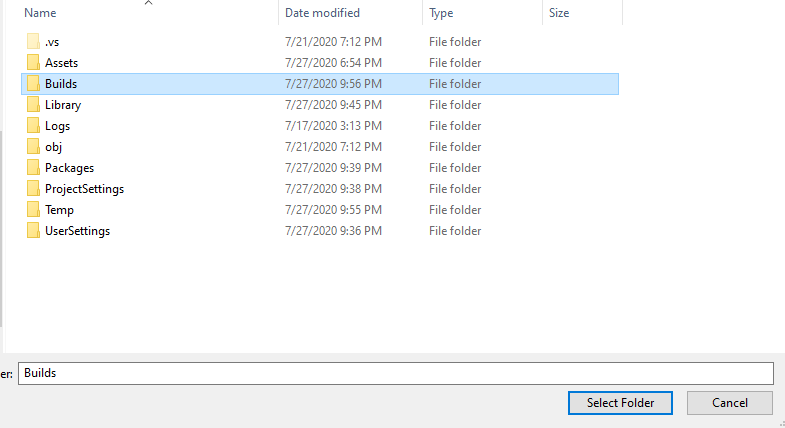 Name Date modified Type Size
.vs 7/21/2020 7:12 PM File folder
Assets 7/27/2020 6:54 PM File folder
Builds 7/27/2020 9:56 PM File folder
Library 7/27/2020 9:45 PM File folder
Logs 7/17/2020 3:13 PM File folder
obj 7/21/2020 7:12 PM File folder
Packages 7/27/2020 9:39 PM File folder
ProjectSettings 7/27/2020 9:38 PM File folder
Temp 7/27/2020 9:55 PM File folder
UserSettings 7/27/2020 9:36 PM File folder
er: Builds
Select Folder Cancel